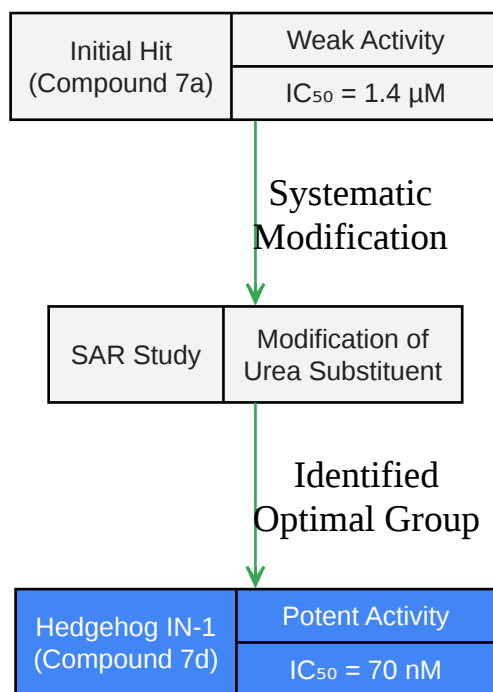 Initial Hit
(Compound 7a)
Weak Activity
IC₅₀ = 1.4 µM
Systematic
Modification
SAR Study
Modification of
Urea Substituent
Identified
Optimal Group
Hedgehog IN-1
(Compound 7d)
Potent Activity
IC₅₀ = 70 nM